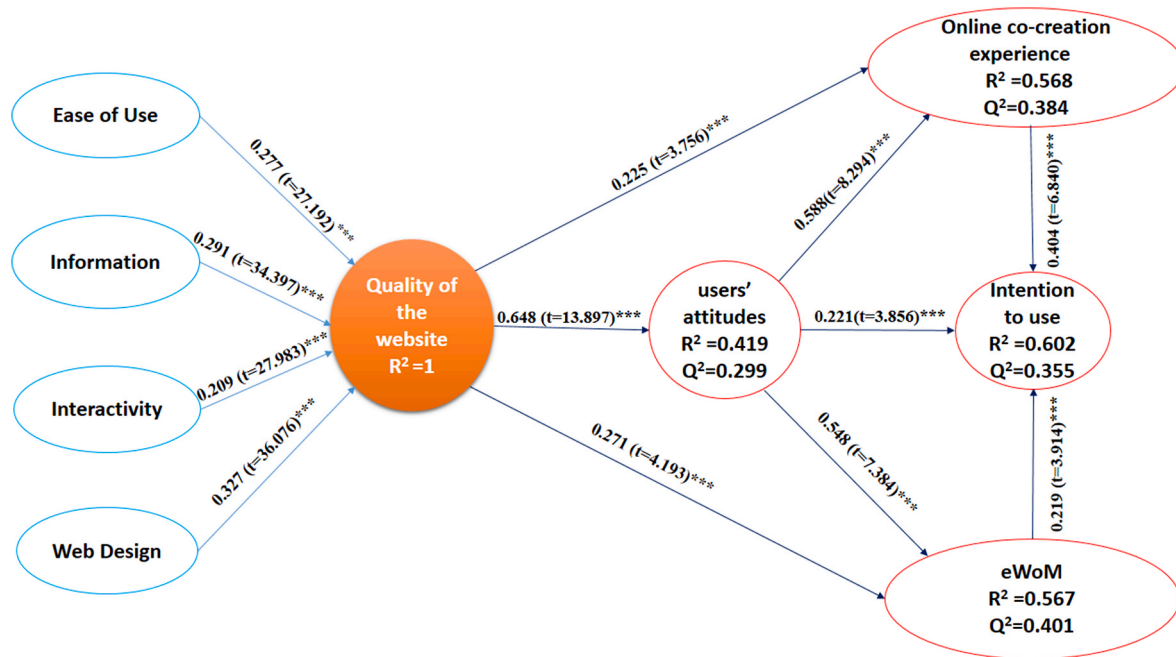 Online co-creation
experience
R² =0.568
Q²=0.384
Ease of Use
0.277 (t=27.192) ***
0.225 (t=3.756)***
0.588(t=8.294)***
0.404 (t=6.840)***
Information
0.291 (t=34.397)***
Quality of
the
website
R² =1
0.648 (t=13.897)***
users’
attitudes
R² =0.419
Q²=0.299
0.221(t=3.856)***
Intention
to use
R² =0.602
Q²=0.355
Interactivity
0.209 (t=27.983)***
0.327 (t=36.076)***
0.271 (t=4.193)***
0.548 (t=7.384)***
0.219 (t=3.914)***
Web Design
eWoM
R² =0.567
Q²=0.401